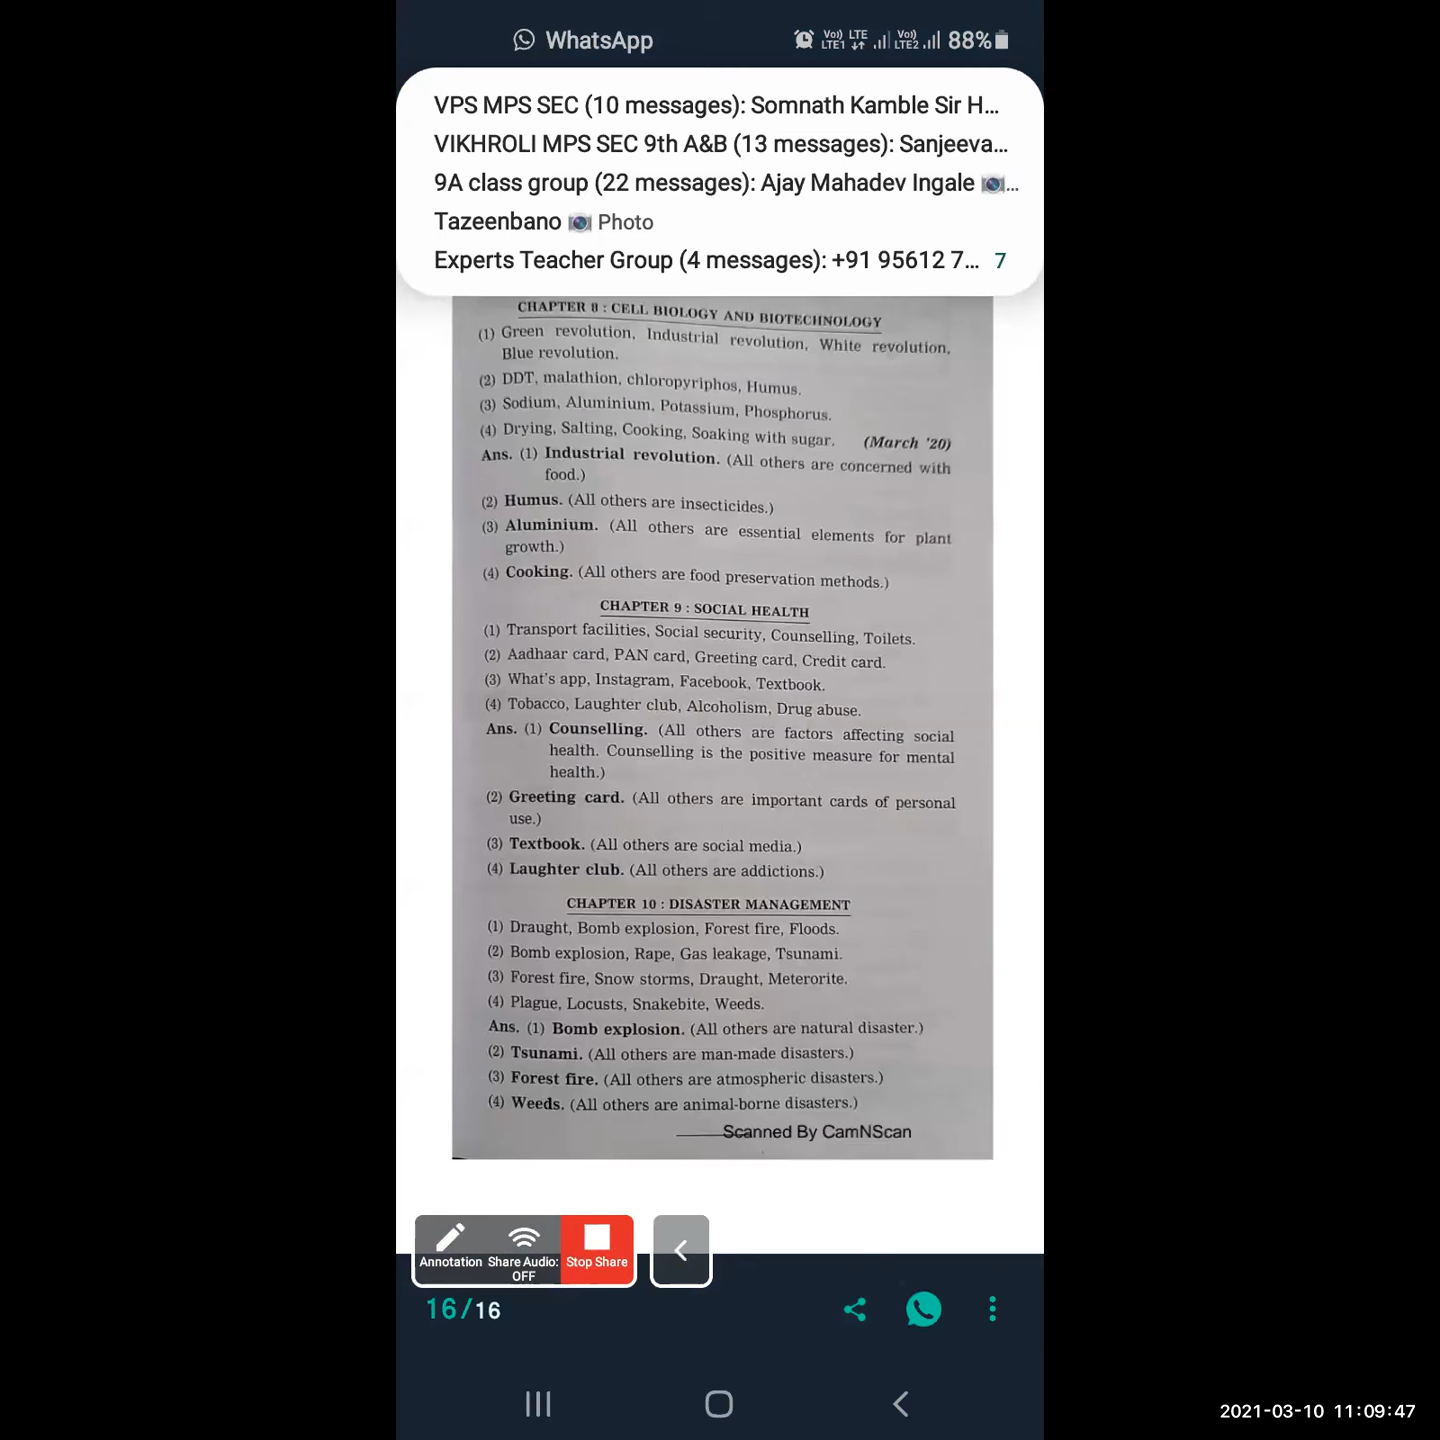 WhatsApp
Voo) LTE LTE1 Voo) LTE2 88%
VPS MPS SEC (10 messages): Somnath Kamble Sir H...
VIKHROLI MPS SEC 9th A&B (13 messages): Sanjeeva...
9A class group (22 messages): Ajay Mahadev Ingale ...
Tazeenbano Photo
Experts Teacher Group (4 messages): +91 95612 7... 7
CHAPTER 8 : CELL BIOLOGY AND BIOTECHNOLOGY
(1) Green revolution, Industrial revolution, White revolution,
Blue revolution.
(2) DDT, malathion, chloropyriphos, Humus.
(3) Sodium, Aluminium, Potassium, Phosphorus.
(4) Drying, Salting, Cooking, Soaking with sugar. (March '20)
Ans. (1) Industrial revolution. (All others are concerned with
food.)
(2) Humus. (All others are insecticides.)
(3) Aluminium. (All others are essential elements for plant
growth.)
(4) Cooking. (All others are food preservation methods.)
CHAPTER 9 : SOCIAL HEALTH
(1) Transport facilities, Social security, Counselling, Toilets.
(2) Aadhaar card, PAN card, Greeting card, Credit card.
(3) What's app, Instagram, Facebook, Textbook.
(4) Tobacco, Laughter club, Alcoholism, Drug abuse.
Ans. (1) Counselling. (All others are factors affecting social
health. Counselling is the positive measure for mental
health.)
(2) Greeting card. (All others are important cards of personal
use.)
(3) Textbook. (All others are social media.)
(4) Laughter club. (All others are addictions.)
CHAPTER 10 : DISASTER MANAGEMENT
(1) Draught, Bomb explosion, Forest fire, Floods.
(2) Bomb explosion, Rape, Gas leakage, Tsunami.
(3) Forest fire, Snow storms, Draught, Meterorite.
(4) Plague, Locusts, Snakebite, Weeds.
Ans. (1) Bomb explosion. (All others are natural disaster.)
(2) Tsunami. (All others are man-made disasters.)
(3) Forest fire. (All others are atmospheric disasters.)
(4) Weeds. (All others are animal-borne disasters.)
Scanned By CamNScan
Annotation Share Audio: OFF Stop Share
16/16
2021-03-10 11:09:47